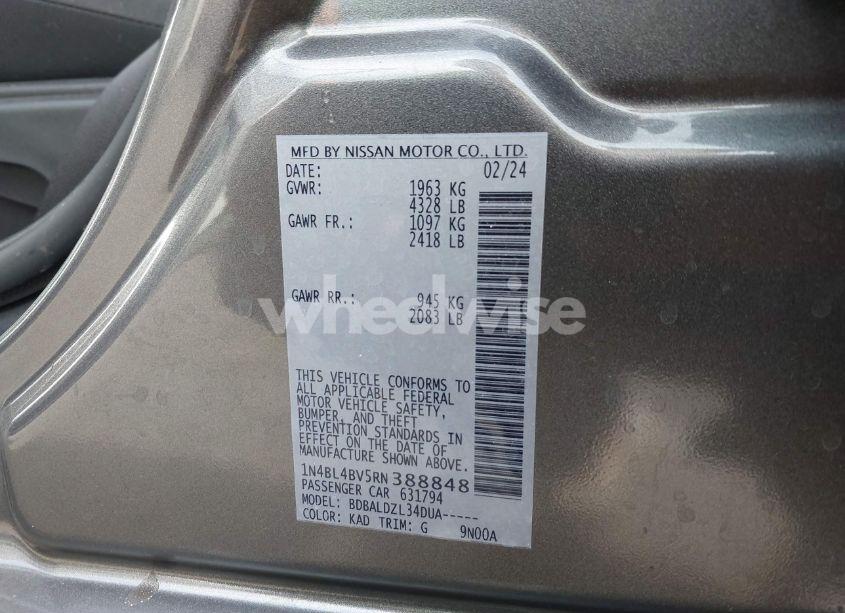 MFD BY NISSAN MOTOR CO., LTD.
DATE: 02/24
GVWR: 1963 KG
4328 LB
GAWR FR.: 1097 KG
2418 LB
GAWR RR.: 945 KG
2083 LB
wheelwise
THIS VEHICLE CONFORMS TO
ALL APPLICABLE FEDERAL
MOTOR VEHICLE SAFETY,
BUMPER, AND THEFT
PREVENTION STANDARDS IN
EFFECT ON THE DATE OF
MANUFACTURE SHOWN ABOVE.
1N4BL4BV5RN388848
PASSENGER CAR 631794
MODEL: BDBALDZL34DUA-----
COLOR: KAD TRIM: G 9N00A